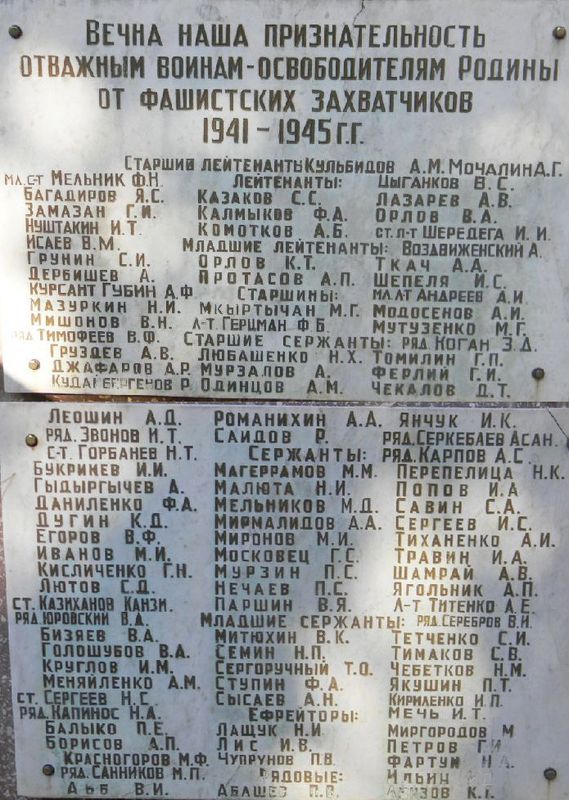 Вечна наша признательность
отважным воинам-освободителям Родины
от фашистских захватчиков
1941 – 1945 г.г.
Старшие лейтенанты: Кульбидов А.М. Мочалин А.Г.
мл.с-т Мельник Ф.Н. Лейтенанты: Цыганков В.С.
Багадиров Я.С. Казаков С.С. Лазарев А.В.
Замазан Г.И. Калмыков Ф.А. Орлов В.А.
Нуштакин И.Т. Комотков А.Б. ст.л-т Шередега И.И.
Исаев В.М. Младшие лейтенанты: Воздвиженский А.
Грунин С.И. Орлов К.Т. Ткач А.А.
Дербишев А. Протасов А.П. Шепеля И.С.
курсант Губин А.Ф. Старшины: мл.лт Андреев А.И.
Мазуркин Н.И. Мкыртычан М.Г. Модосенов А.И.
Мишонов В.Н. л-т Герцман Ф.Б. Мутузенко М.Г.
ряд. Тимофеев В.Ф. Старшие сержанты: ряд. Коган З.Д.
Груздев А.В. Любашенко Н.Х. Томилин Г.П.
Джафаров А.Р. Мурзалов А. Ферлий Г.И.
Кудайбергенов Р. Одинцов А.М. Чекалов Д.Т.
Леошин А.Д. Романихин А.А. Янчук И.К.
ряд. Звонов И.Т. Саидов Р. ряд. Серкебаев Асан.
с-т. Горбанев Н.Т. Сержанты: ряд. Карпов А.С
Букринев И.И. Магеррамов М.М. Перепелица Н.К.
Гыдыргычев А. Малюта Н.И. Попов И.А
Даниленко Ф.А. Мельников М.Д. Савин С.А.
Дугин К.Д. Мирмалидов А.А. Сергеев И.С.
Егоров В.Ф. Миронов М.И. Тиханенко А.И.
Иванов М.И. Московец Г.С. Травин И.А.
Кисличенко Г.Н. Мурзин П.С. Шамрай А.В.
Лютов С.Д. Нечаев П.С. Ягольник А.П.
ст. Казиханов Канзи. Паршин В.Я. л-т Титенко А.Е.
ряд. Юровский В.Д. Младшие сержанты: ряд. Серебров В.И.
Бизяев В.А. Митюхин В.К. Тетченко С.И.
Голошубов В.А. Семин Н.П. Тимаков С.В.
Круглов И.М. Сергоручный Т.О. Чебетков Н.М.
Меняйленко А.М. Ступин Ф.А. Якушин П.Т.
ст. Сергеев Н.С. Сысаев А.Н. Кириленко И.П.
ряд. Капинос Н.А. Ефрейторы: Мечь И.Т.
Балыко П.Е. Лащук Н.И. Миргородов М
Борисов А.П. Лис И.В. Петров Г.И
Красногоров М.Ф. Чупрунов П.В. Фартуй
ряд. Санников М.П. Рядовые: Ильин
В.И. Абашев П.В. К.Г.